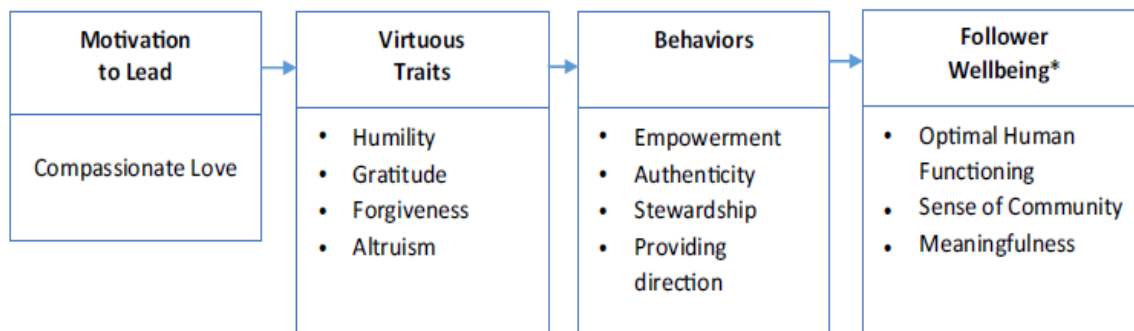 Motivation
to Lead
Compassionate Love
Virtuous
Traits
• Humility
• Gratitude
• Forgiveness
• Altruism
Behaviors
• Empowerment
• Authenticity
• Stewardship
• Providing
direction
Follower
Wellbeing*
• Optimal Human
Functioning
• Sense of Community
• Meaningfulness